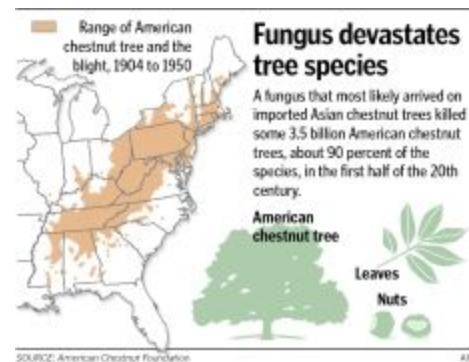 Range of American
chestnut tree and the
blight, 1904 to 1950
Fungus devastates
tree species
A fungus that most likely arrived on
imported Asian chestnut trees killed
some 3.5 billion American chestnut
trees, about 90 percent of the
species, in the first half of the 20th
century.
American
chestnut tree
Leaves
Nuts
SOURCE: American Chestnut Foundation